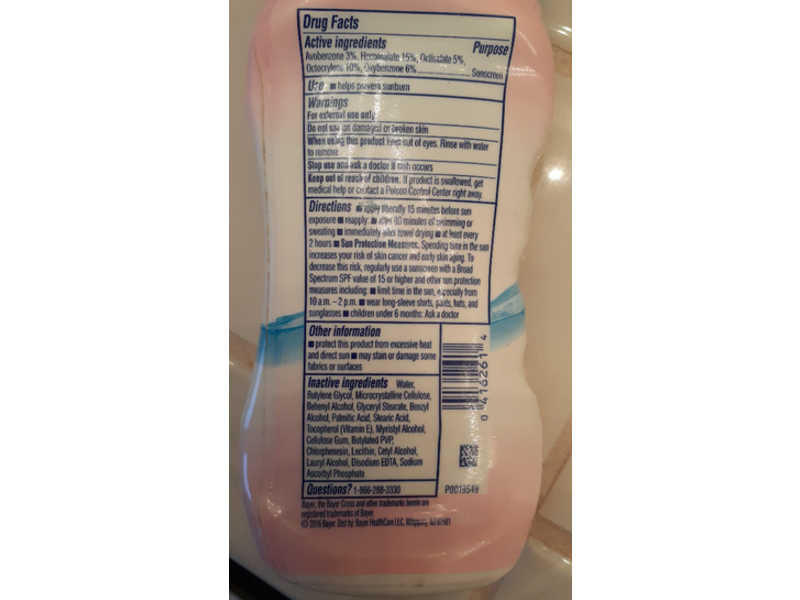 Drug Facts
Active ingredients
Purpose
Avobenzone 3%, Homosalate 15%, Octisalate 5%,
Octocrylene 10%, Oxybenzone 6%
Sunscreen
Use ■ helps prevent sunburn
Warnings
For external use only
Do not use on damaged or broken skin
When using this product keep out of eyes. Rinse with water
to remove
Stop use and ask a doctor if rash occurs
Keep out of reach of children. If product is swallowed, get
medical help or contact a Poison Control Center right away.
Directions ■ apply liberally 15 minutes before sun
exposure ■ reapply: ■ after 80 minutes of swimming or
sweating ■ immediately after towel drying ■ at least every
2 hours ■ Sun Protection Measures. Spending time in the sun
increases your risk of skin cancer and early skin aging. To
decrease this risk, regularly use a sunscreen with a Broad
Spectrum SPF value of 15 or higher and other sun protection
measures including: ■ limit time in the sun, especially from
10 a.m. – 2 p.m. ■ wear long-sleeve shirts, pants, hats, and
sunglasses ■ children under 6 months: Ask a doctor
Other information
■ protect this product from excessive heat
and direct sun ■ may stain or damage some
fabrics or surfaces
Inactive ingredients Water,
Butylene Glycol, Microcrystalline Cellulose,
Behenyl Alcohol, Glyceryl Stearate, Benzyl
Alcohol, Palmitic Acid, Stearic Acid,
Tocopherol (Vitamin E), Myristyl Alcohol,
Cellulose Gum, Butylated PVP,
Chlorphenesin, Lecithin, Cetyl Alcohol,
Lauryl Alcohol, Disodium EDTA, Sodium
Ascorbyl Phosphate
Questions? 1-866-288-3330
0 416261 4
P0C19549
Bayer, the Bayer Cross and other trademarks herein are
registered trademarks of Bayer.
© 2016 Bayer Dist by: Bayer HealthCare LLC, Whippany, NJ 07981